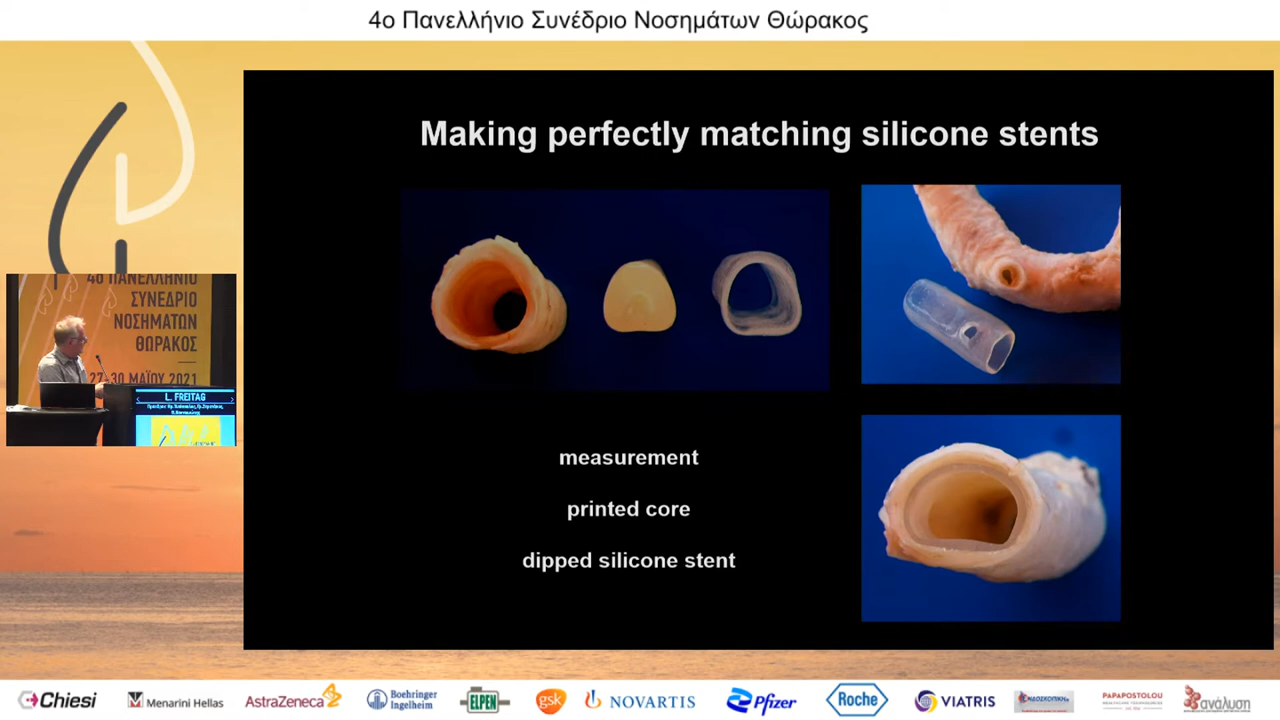 4ο Πανελλήνιο Συνέδριο Νοσημάτων Θώρακος
Making perfectly matching silicone stents
measurement
printed core
dipped silicone stent
4ο ΠΑΝΕΛΛΗΝΙΟ
ΣΥΝΕΔΡΙΟ
ΝΟΣΗΜΑΤΩΝ
ΘΩΡΑΚΟΣ
27-30 ΜΑΪΟΥ 2021
L. FREITAG
Chiesi
Menarini Hellas
AstraZeneca
Boehringer
Ingelheim
ELPEN
gsk
NOVARTIS
Pfizer
Roche
VIATRIS
ΕΝΔΟΣΚΟΠΙΚΗ
PAPAPOSTOLOU
ανάλυση